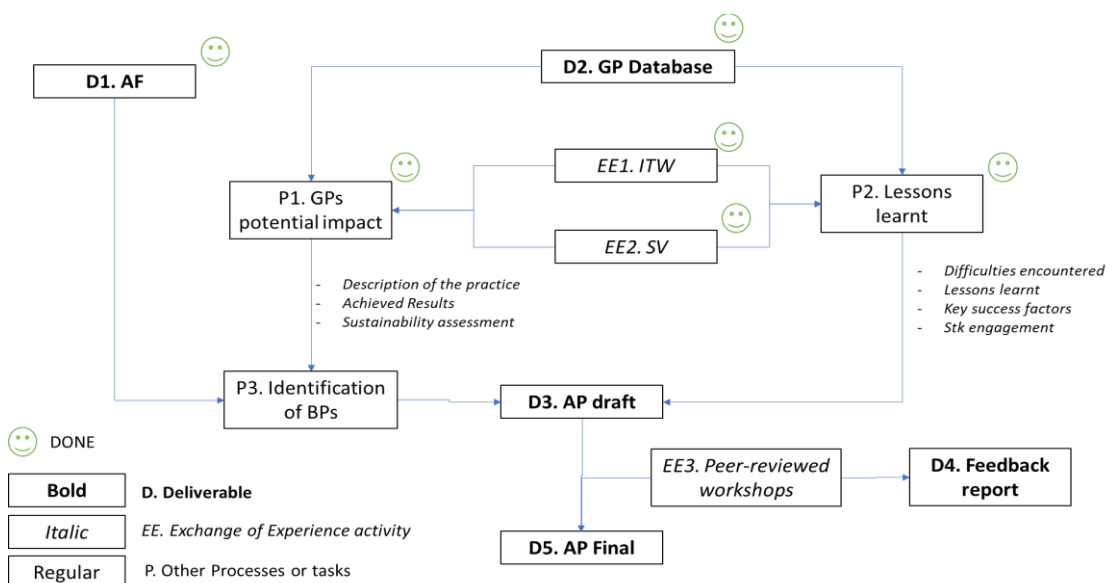 D1. AF
D2. GP Database
EE1. ITW
P1. GPs
potential impact
P2. Lessons
learnt
EE2. SV
- Description of the practice
- Achieved Results
- Sustainability assessment
- Difficulties encountered
- Lessons learnt
- Key success factors
- Stk engagement
P3. Identification
of BPs
D3. AP draft
DONE
EE3. Peer-reviewed
workshops
D4. Feedback
report
Bold
D. Deliverable
Italic
EE. Exchange of Experience activity
D5. AP Final
Regular
P. Other Processes or tasks